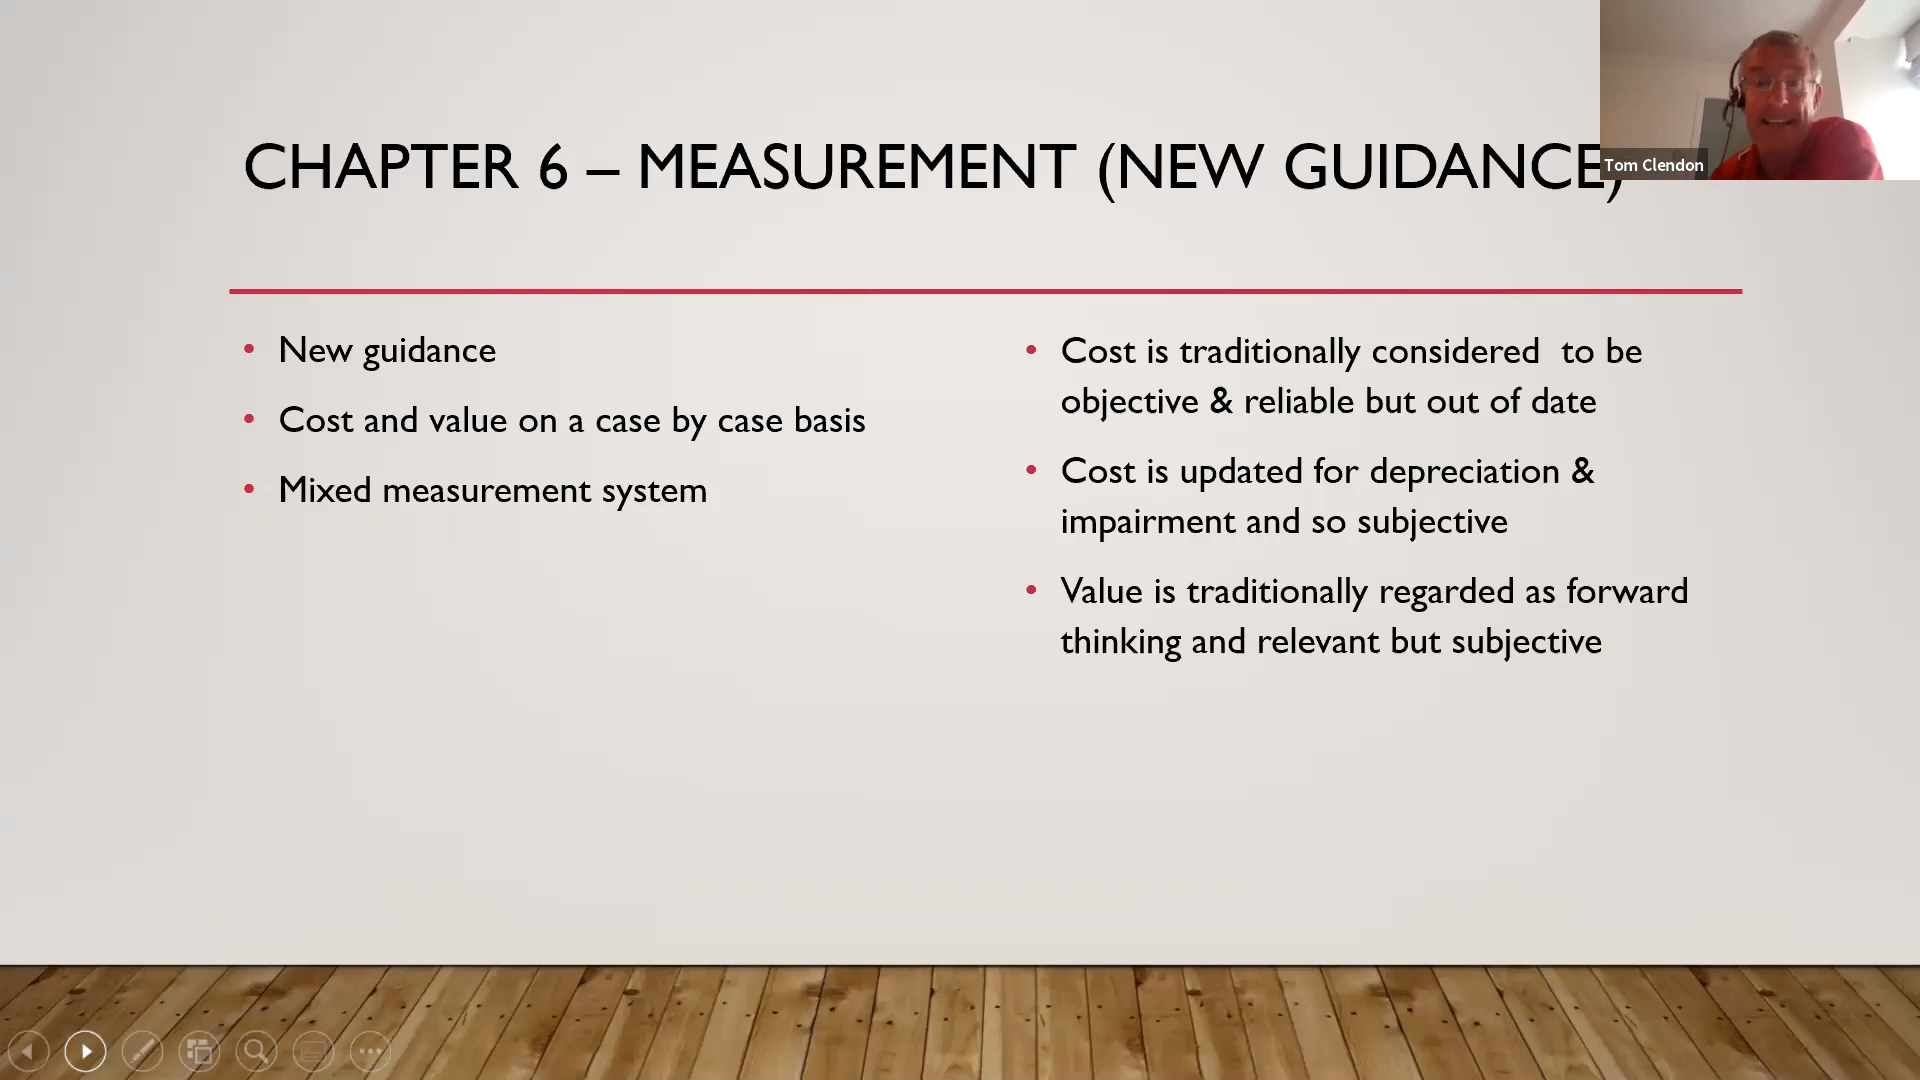 CHAPTER 6 – MEASUREMENT (NEW GUIDANCE)
Tom Clendon
• New guidance
• Cost and value on a case by case basis
• Mixed measurement system
• Cost is traditionally considered  to be
objective & reliable but out of date
• Cost is updated for depreciation &
impairment and so subjective
• Value is traditionally regarded as forward
thinking and relevant but subjective